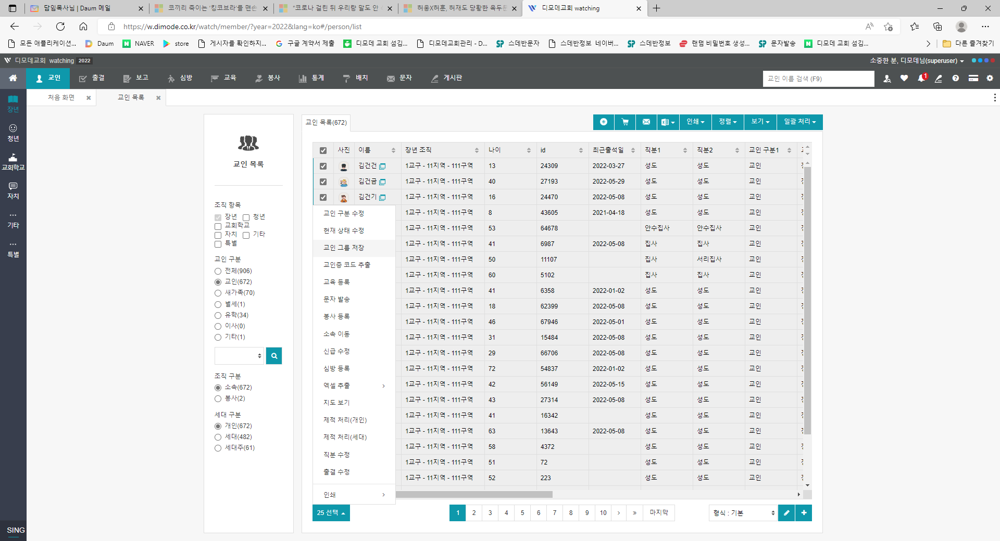 담임목사님 | Daum 메일
코끼리 죽이는 '킹코브라'를 맨손
"코로나 걸린 뒤 우리랑 말도 안
허웅X허훈, 허재도 당황한 육두문
디모데교회 watching
https://w.dimode.co.kr/watch/member/?year=2022&lang=ko#/person/list
모든 애플리케이션...
Daum
NAVER
store
게시자를 확인하지...
구글 계약서 제출
디모데 교회 섬김...
디모데교회관리 - D...
스데반문자
스데반정보 네이버...
스데반정보
랜덤 비밀번호 생성...
문자발송
디모데 교회 섬김...
다른 즐겨찾기
디모데교회 watching 2022
소중한 분, 디모데님(superuser)
교인 출결 보고 심방 교육 봉사 통계 배치 문자 게시판
교인 이름 검색 (F9)
1
처음 화면
교인 목록
장년
청년
교회학교
자치
기타
특별
SING
교인 목록
조직 항목
장년 청년
교회학교
자치 기타
특별
교인 구분
전체(906)
교인(672)
새가족(70)
별세(1)
유학(34)
이사(0)
기타(1)
조직 구분
소속(672)
봉사(2)
세대 구분
개인(672)
세대(482)
세대주(61)
교인 목록(672)
인쇄 정렬 보기 일괄 처리
사진 이름 장년 조직 나이 id 최근출석일 직분1 직분2 교인 구분1
김건건 1교구 - 11지역 - 111구역 13 24309 2022-03-27 성도 성도 교인
김건금 1교구 - 11지역 - 111구역 40 27193 2022-05-29 성도 성도 교인
김건기 1교구 - 11지역 - 111구역 16 24470 2022-05-08 성도 성도 교인
1교구 - 11지역 - 111구역 8 43605 2021-04-18 성도 성도 교인
1교구 - 11지역 - 111구역 53 64678 안수집사 안수집사 교인
1교구 - 11지역 - 111구역 41 6987 2022-05-08 집사 집사 교인
1교구 - 11지역 - 111구역 50 11107 집사 서리집사 교인
1교구 - 11지역 - 111구역 60 5102 집사 집사 교인
1교구 - 11지역 - 111구역 41 6358 2022-01-02 성도 성도 교인
1교구 - 11지역 - 111구역 18 62399 2022-05-08 성도 성도 교인
1교구 - 11지역 - 111구역 46 67946 2022-05-01 성도 성도 교인
1교구 - 11지역 - 111구역 31 15484 2022-05-08 성도 성도 교인
1교구 - 11지역 - 111구역 29 66706 2022-05-08 성도 성도 교인
1교구 - 11지역 - 111구역 72 54837 2022-01-02 성도 성도 교인
1교구 - 11지역 - 111구역 42 56149 2022-05-15 성도 성도 교인
1교구 - 11지역 - 111구역 43 27314 2022-05-08 성도 성도 교인
1교구 - 11지역 - 111구역 41 16342 성도 성도 교인
1교구 - 11지역 - 111구역 63 13643 2022-05-08 성도 성도 교인
1교구 - 11지역 - 111구역 58 4372 성도 성도 교인
1교구 - 11지역 - 111구역 51 72 성도 성도 교인
1교구 - 11지역 - 111구역 52 223 성도 성도 교인
교인 구분 수정
현재 상태 수정
교인 그룹 저장
교인증 코드 추출
교육 등록
문자 발송
봉사 등록
소속 이동
신급 수정
심방 등록
엑셀 추출
지도 보기
제적 처리(개인)
제적 처리(세대)
직분 수정
출결 수정
인쇄
25 선택
1 2 3 4 5 6 7 8 9 10 › » 마지막
형식 : 기본